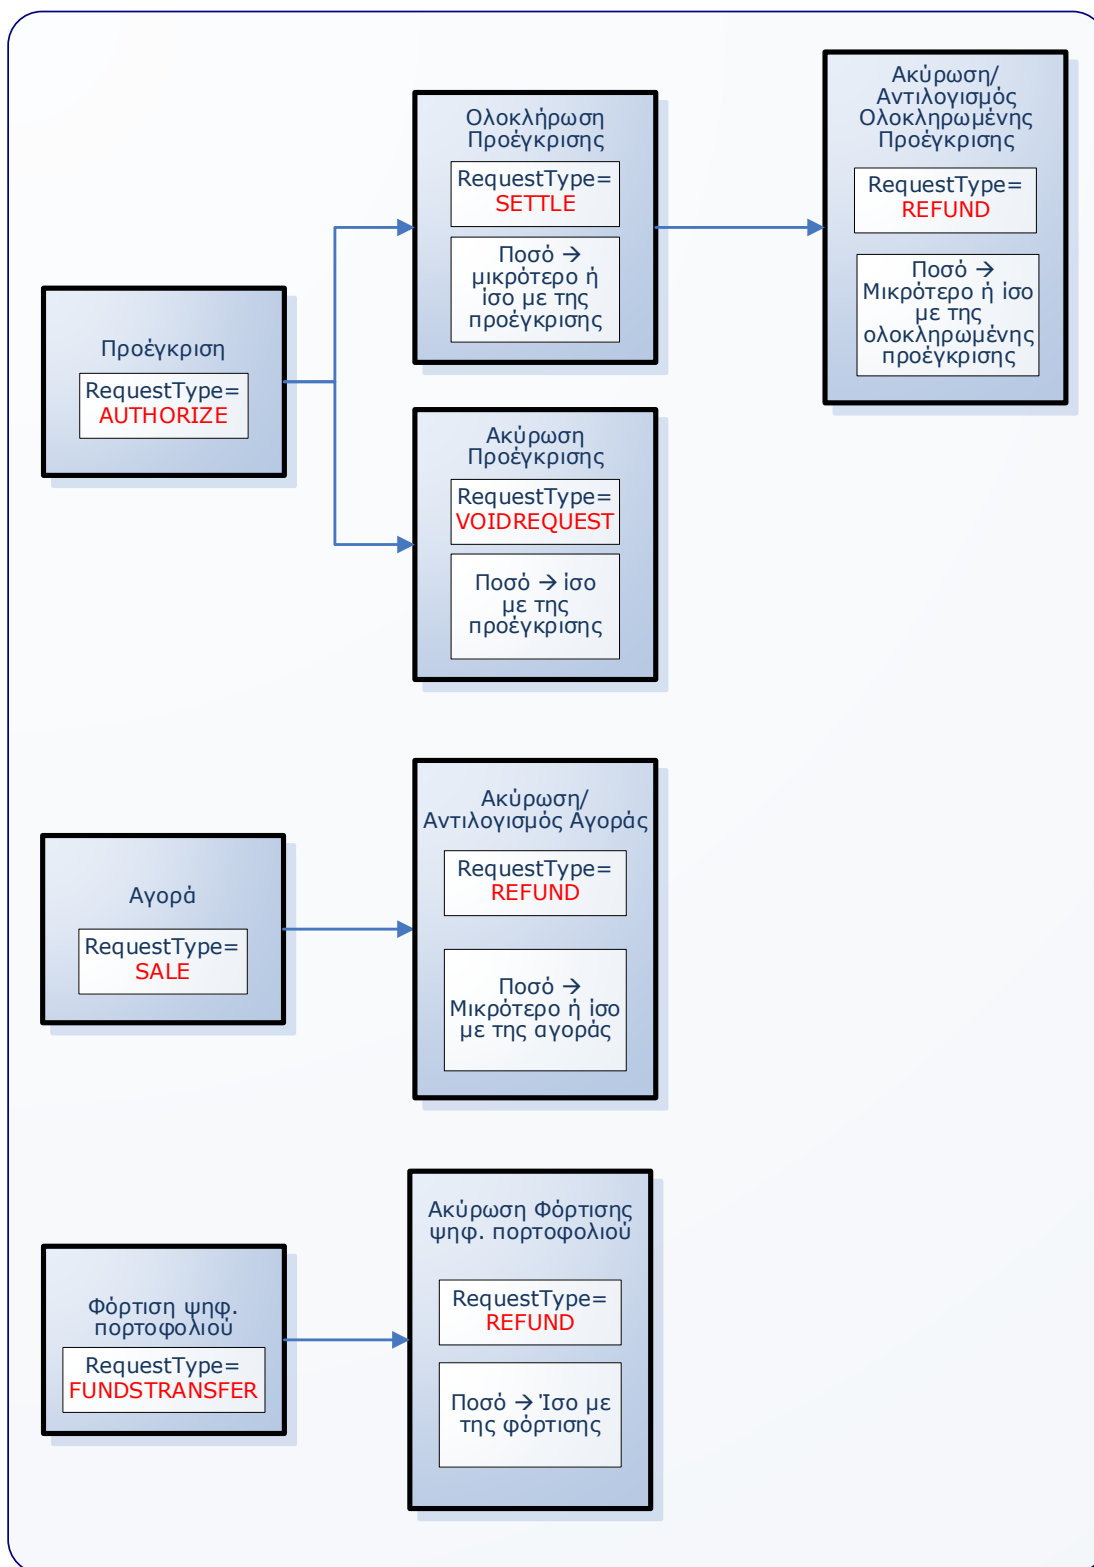 Προέγκριση
RequestType=
AUTHORIZE
Ολοκλήρωση
Προέγκρισης
RequestType=
SETTLE
Ποσό →
μικρότερο ή
ίσο με της
προέγκρισης
Ακύρωση/
Αντιλογισμός
Ολοκληρωμένης
Προέγκρισης
RequestType=
REFUND
Ποσό →
Μικρότερο ή ίσο
με της
ολοκληρωμένης
προέγκρισης
Ακύρωση
Προέγκρισης
RequestType=
VOIDREQUEST
Ποσό → ίσο
με της
προέγκρισης
Αγορά
RequestType=
SALE
Ακύρωση/
Αντιλογισμός Αγοράς
RequestType=
REFUND
Ποσό →
Μικρότερο ή ίσο
με της αγοράς
Φόρτιση ψηφ.
πορτοφολιού
RequestType=
FUNDSTRANSFER
Ακύρωση Φόρτισης
ψηφ. πορτοφολιού
RequestType=
REFUND
Ποσό → Ίσο με
της φόρτισης